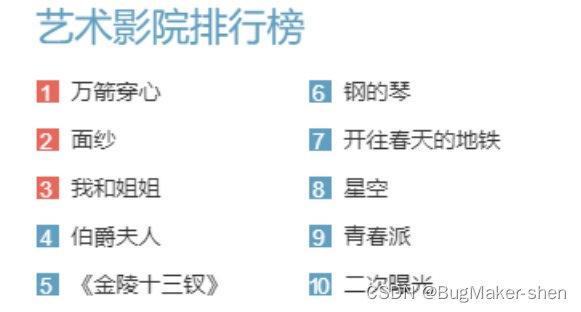 艺术影院排行榜
1 万箭穿心
2 面纱
3 我和姐姐
4 伯爵夫人
5 《金陵十三钗》
6 钢的琴
7 开往春天的地铁
8 星空
9 青春派
10 二次曝光
CSDN @BugMaker-shen